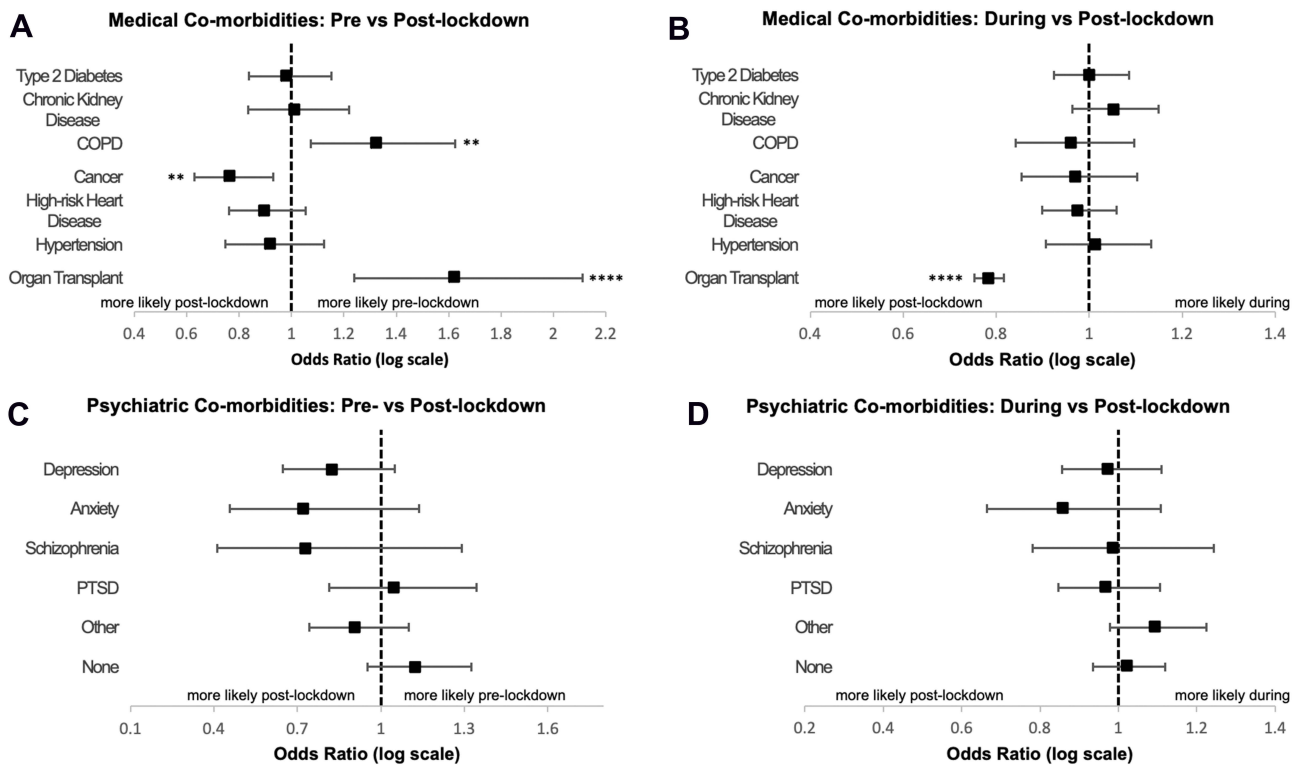 A
Medical Co-morbidities: Pre vs Post-lockdown
Type 2 Diabetes
Chronic Kidney
Disease
COPD
**
Cancer
**
High-risk Heart
Disease
Hypertension
Organ Transplant
****
more likely post-lockdown
more likely pre-lockdown
0.4 0.6 0.8 1 1.2 1.4 1.6 1.8 2 2.2
Odds Ratio (log scale)
B
Medical Co-morbidities: During vs Post-lockdown
Type 2 Diabetes
Chronic Kidney
Disease
COPD
Cancer
High-risk Heart
Disease
Hypertension
Organ Transplant
****
more likely post-lockdown
more likely during
0.4 0.6 0.8 1 1.2 1.4
Odds Ratio (log scale)
C
Psychiatric Co-morbidities: Pre- vs Post-lockdown
Depression
Anxiety
Schizophrenia
PTSD
Other
None
more likely post-lockdown
more likely pre-lockdown
0.1 0.4 0.7 1 1.3 1.6
Odds Ratio (log scale)
D
Psychiatric Co-morbidities: During vs Post-lockdown
Depression
Anxiety
Schizophrenia
PTSD
Other
None
more likely post-lockdown
more likely during
0.2 0.4 0.6 0.8 1 1.2 1.4
Odds Ratio (log scale)